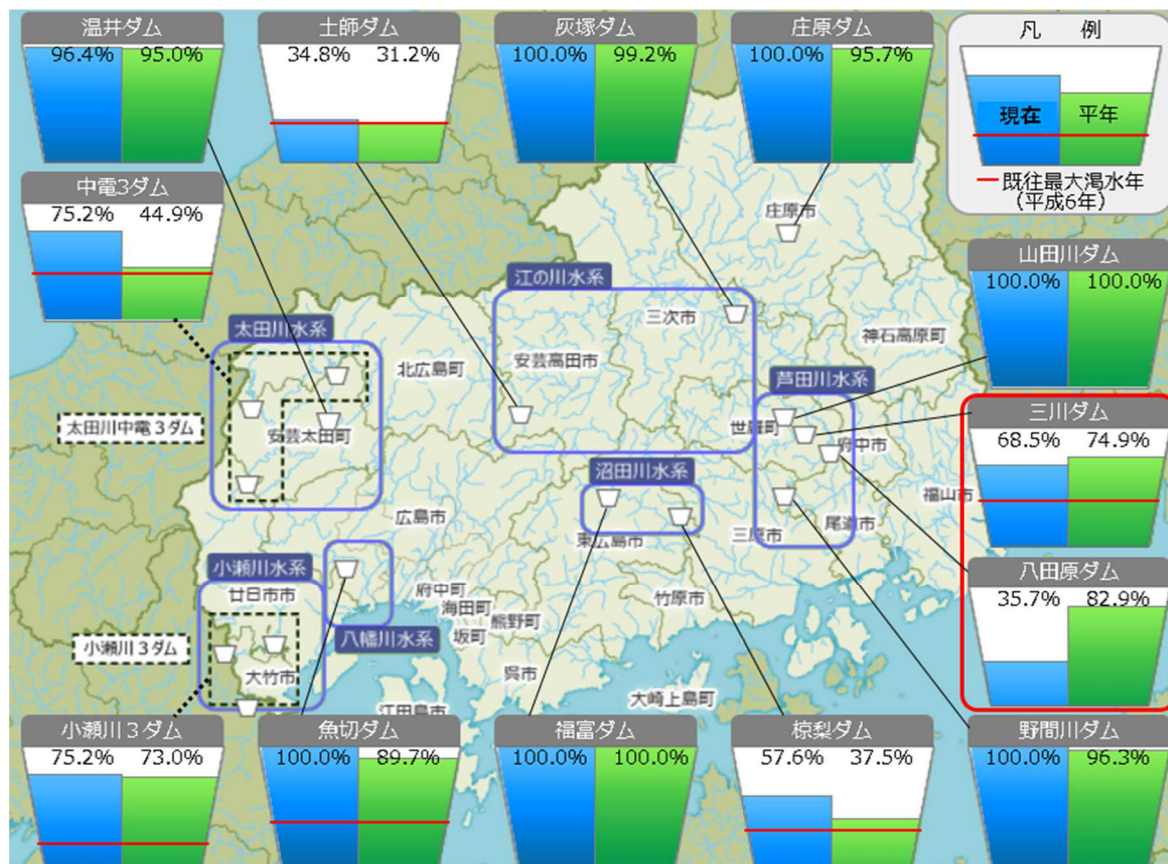 温井ダム
96.4% 95.0%
土師ダム
34.8% 31.2%
灰塚ダム
100.0% 99.2%
庄原ダム
100.0% 95.7%
凡 例
現在 平年
既往最大渇水年
(平成6年)
中電3ダム
75.2% 44.9%
庄原市
山田川ダム
100.0% 100.0%
江の川水系
三次市
神石高原町
太田川水系
北広島町
安芸高田市
芦田川水系
三川ダム
68.5% 74.9%
太田川中電3ダム
安芸太田町
世羅町
府中市
沼田川水系
福山市
広島市
東広島市
三原市
尾道市
八田原ダム
35.7% 82.9%
小瀬川水系
廿日市市
府中町
海田町
熊野町
坂町
竹原市
八幡川水系
小瀬川3ダム
大竹市
呉市
大崎上島町
江田島市
小瀬川3ダム
75.2% 73.0%
魚切ダム
100.0% 89.7%
福富ダム
100.0% 100.0%
椋梨ダム
57.6% 37.5%
野間川ダム
100.0% 96.3%